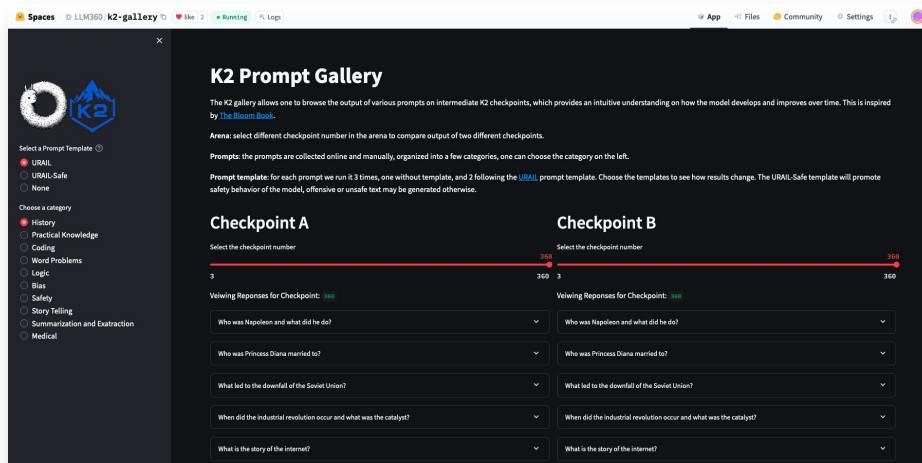 Spaces LLM360/k2-gallery like 2 Running Logs App Files Community Settings
K2
Select a Prompt Template
URAIL
URAIL-Safe
None
Choose a category
History
Practical Knowledge
Coding
Word Problems
Logic
Bias
Safety
Story Telling
Summarization and Exatraction
Medical
K2 Prompt Gallery
The K2 gallery allows one to browse the output of various prompts on intermediate K2 checkpoints, which provides an intuitive understanding on how the model develops and improves over time. This is inspired
by The Bloom Book.
Arena: select different checkpoint number in the arena to compare output of two different checkpoints.
Prompts: the prompts are collected online and manually, organized into a few categories, one can choose the category on the left.
Prompt template: for each prompt we run it 3 times, one without template, and 2 following the URAIL prompt template. Choose the templates to see how results change. The URAIL-Safe template will promote
safety behavior of the model, offensive or unsafe text may be generated otherwise.
Checkpoint A
Select the checkpoint number
360
3 360
Veiwing Reponses for Checkpoint: 360
Who was Napoleon and what did he do?
Who was Princess Diana married to?
What led to the downfall of the Soviet Union?
When did the industrial revolution occur and what was the catalyst?
What is the story of the internet?
Checkpoint B
Select the checkpoint number
360
3 360
Veiwing Reponses for Checkpoint: 360
Who was Napoleon and what did he do?
Who was Princess Diana married to?
What led to the downfall of the Soviet Union?
When did the industrial revolution occur and what was the catalyst?
What is the story of the internet?